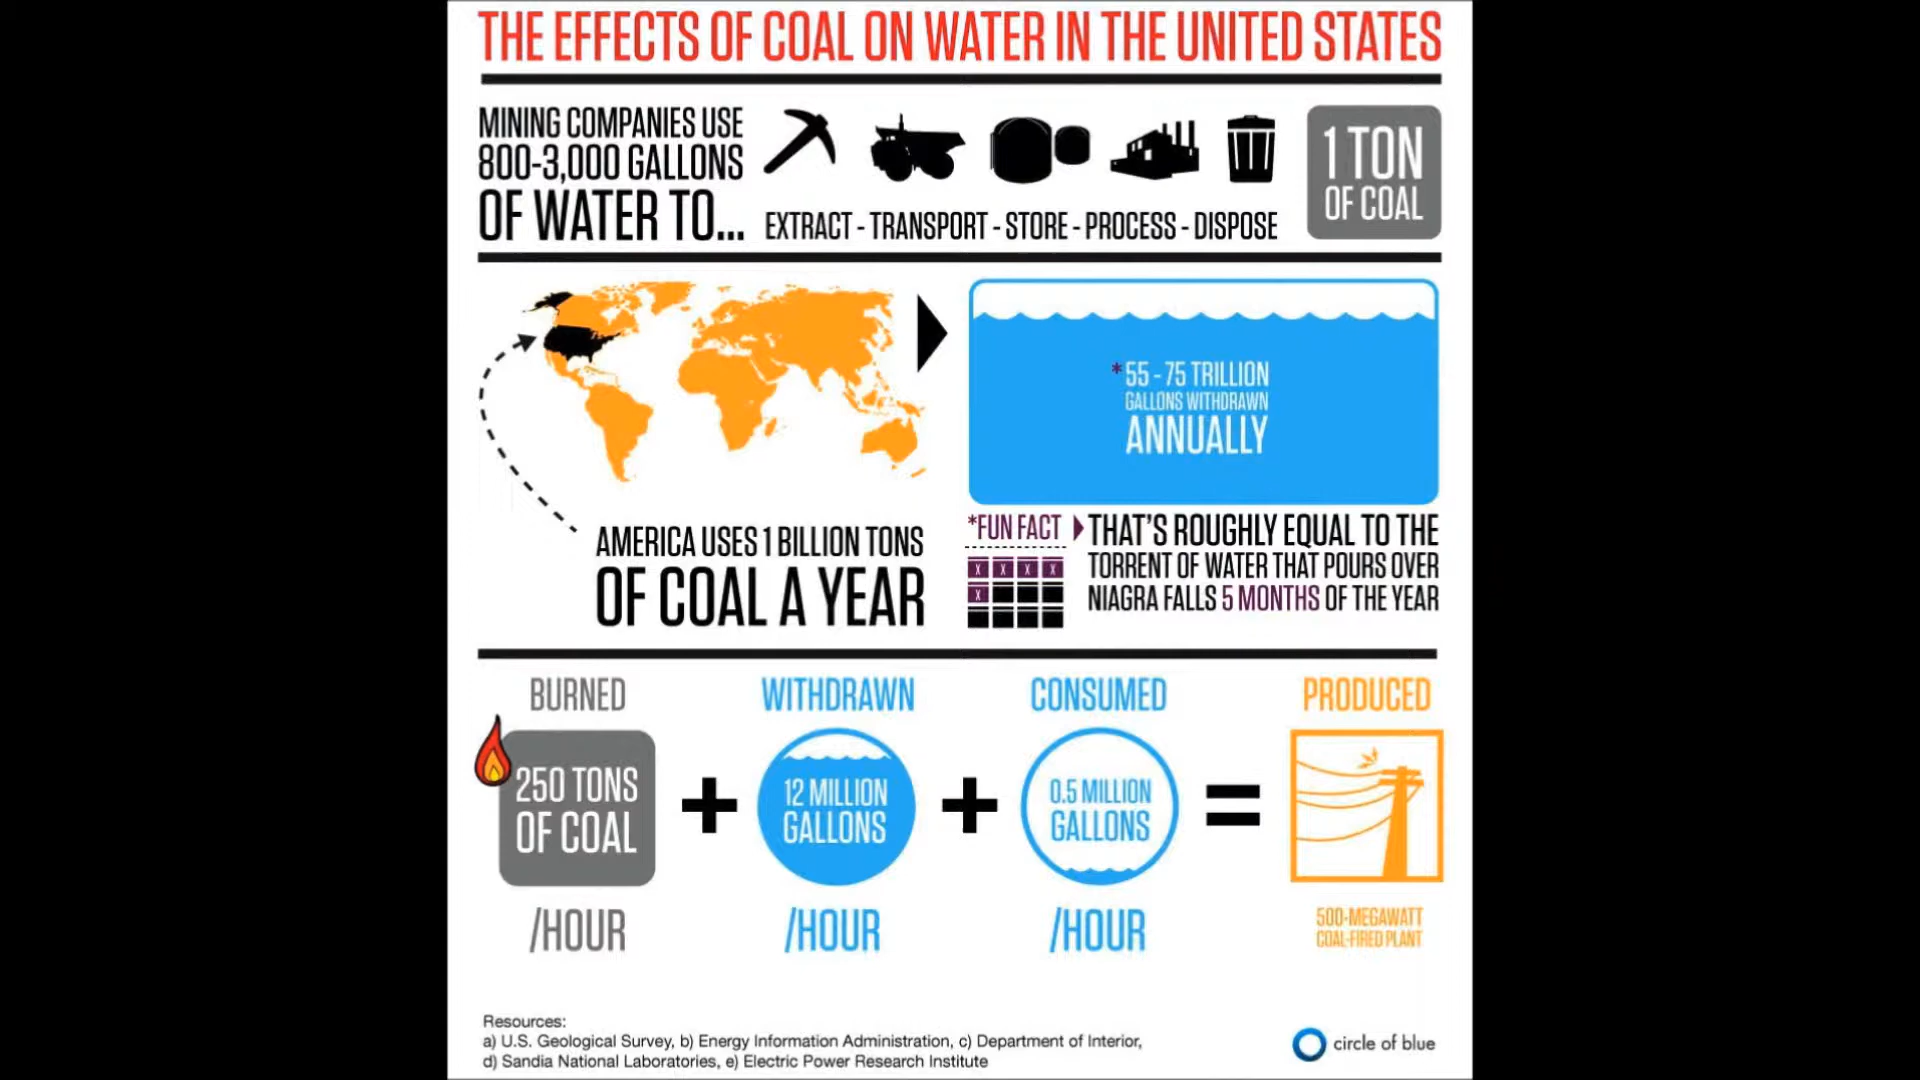 THE EFFECTS OF COAL ON WATER IN THE UNITED STATES
MINING COMPANIES USE
800-3,000 GALLONS
OF WATER TO...
EXTRACT - TRANSPORT - STORE - PROCESS - DISPOSE
1 TON
OF COAL
AMERICA USES 1 BILLION TONS
OF COAL A YEAR
*55 - 75 TRILLION
GALLONS WITHDRAWN
ANNUALLY
*FUN FACT
X X X X
X
THAT'S ROUGHLY EQUAL TO THE
TORRENT OF WATER THAT POURS OVER
NIAGRA FALLS 5 MONTHS OF THE YEAR
BURNED
250 TONS
OF COAL
/HOUR
+
WITHDRAWN
12 MILLION
GALLONS
/HOUR
+
CONSUMED
0.5 MILLION
GALLONS
/HOUR
=
PRODUCED
500-MEGAWATT
COAL-FIRED PLANT
Resources:
a) U.S. Geological Survey, b) Energy Information Administration, c) Department of Interior,
d) Sandia National Laboratories, e) Electric Power Research Institute
circle of blue